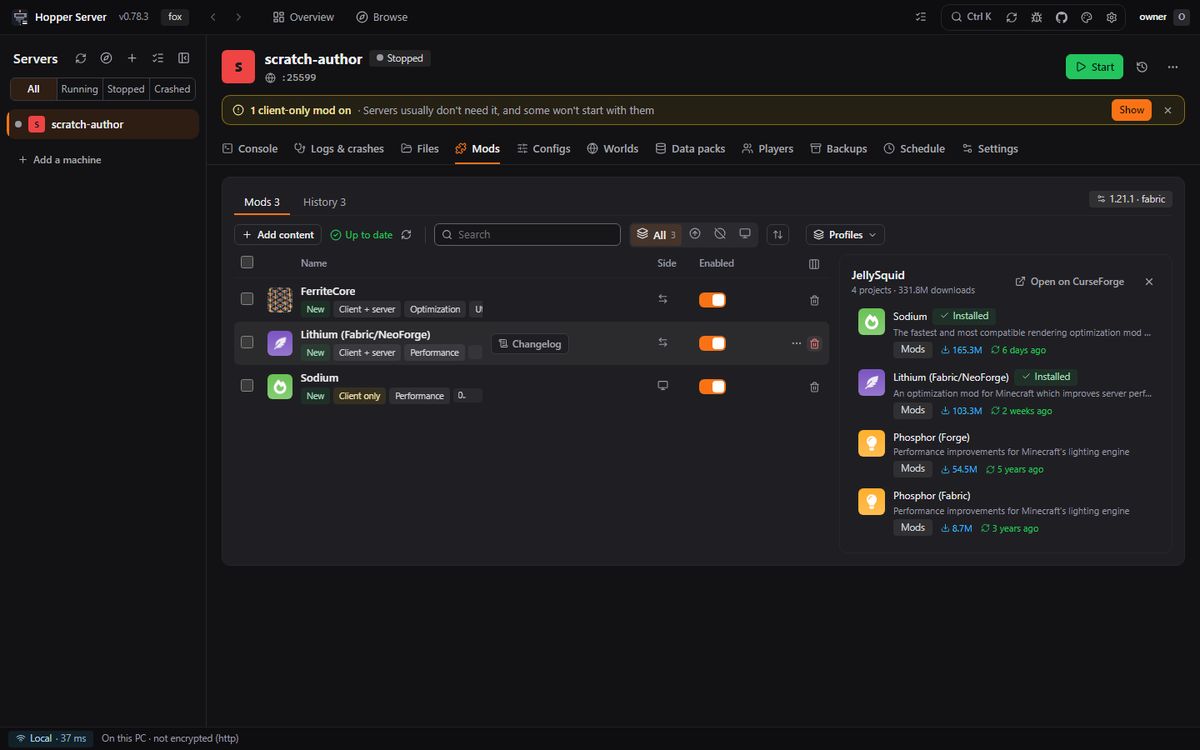 Hopper Server v0.78.3 fox Overview Browse Ctrl K owner O
Servers
All Running Stopped Crashed
S scratch-author
Add a machine
S scratch-author Stopped
:25599
Start
1 client-only mod on · Servers usually don't need it, and some won't start with them Show
Console Logs & crashes Files Mods Configs Worlds Data packs Players Backups Schedule Settings
Mods 3 History 3 1.21.1 · fabric
Add content Up to date Search All 3 Profiles
Name Side Enabled
FerriteCore
New Client + server Optimization
Lithium (Fabric/NeoForge)
New Client + server Performance
Changelog
Sodium
New Client only Performance
JellySquid
4 projects · 331.8M downloads
Open on CurseForge
Sodium Installed
The fastest and most compatible rendering optimization mod ...
Mods 165.3M 6 days ago
Lithium (Fabric/NeoForge) Installed
An optimization mod for Minecraft which improves server perf...
Mods 103.3M 2 weeks ago
Phosphor (Forge)
Performance improvements for Minecraft's lighting engine
Mods 54.5M 5 years ago
Phosphor (Fabric)
Performance improvements for Minecraft's lighting engine
Mods 8.7M 3 years ago
Local · 37 ms On this PC · not encrypted (http)